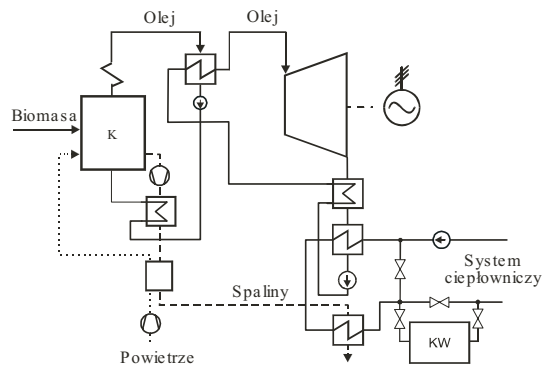 Olej
Olej
Biomasa
K
System
ciepłowniczy
Spaliny
KW
Powietrze